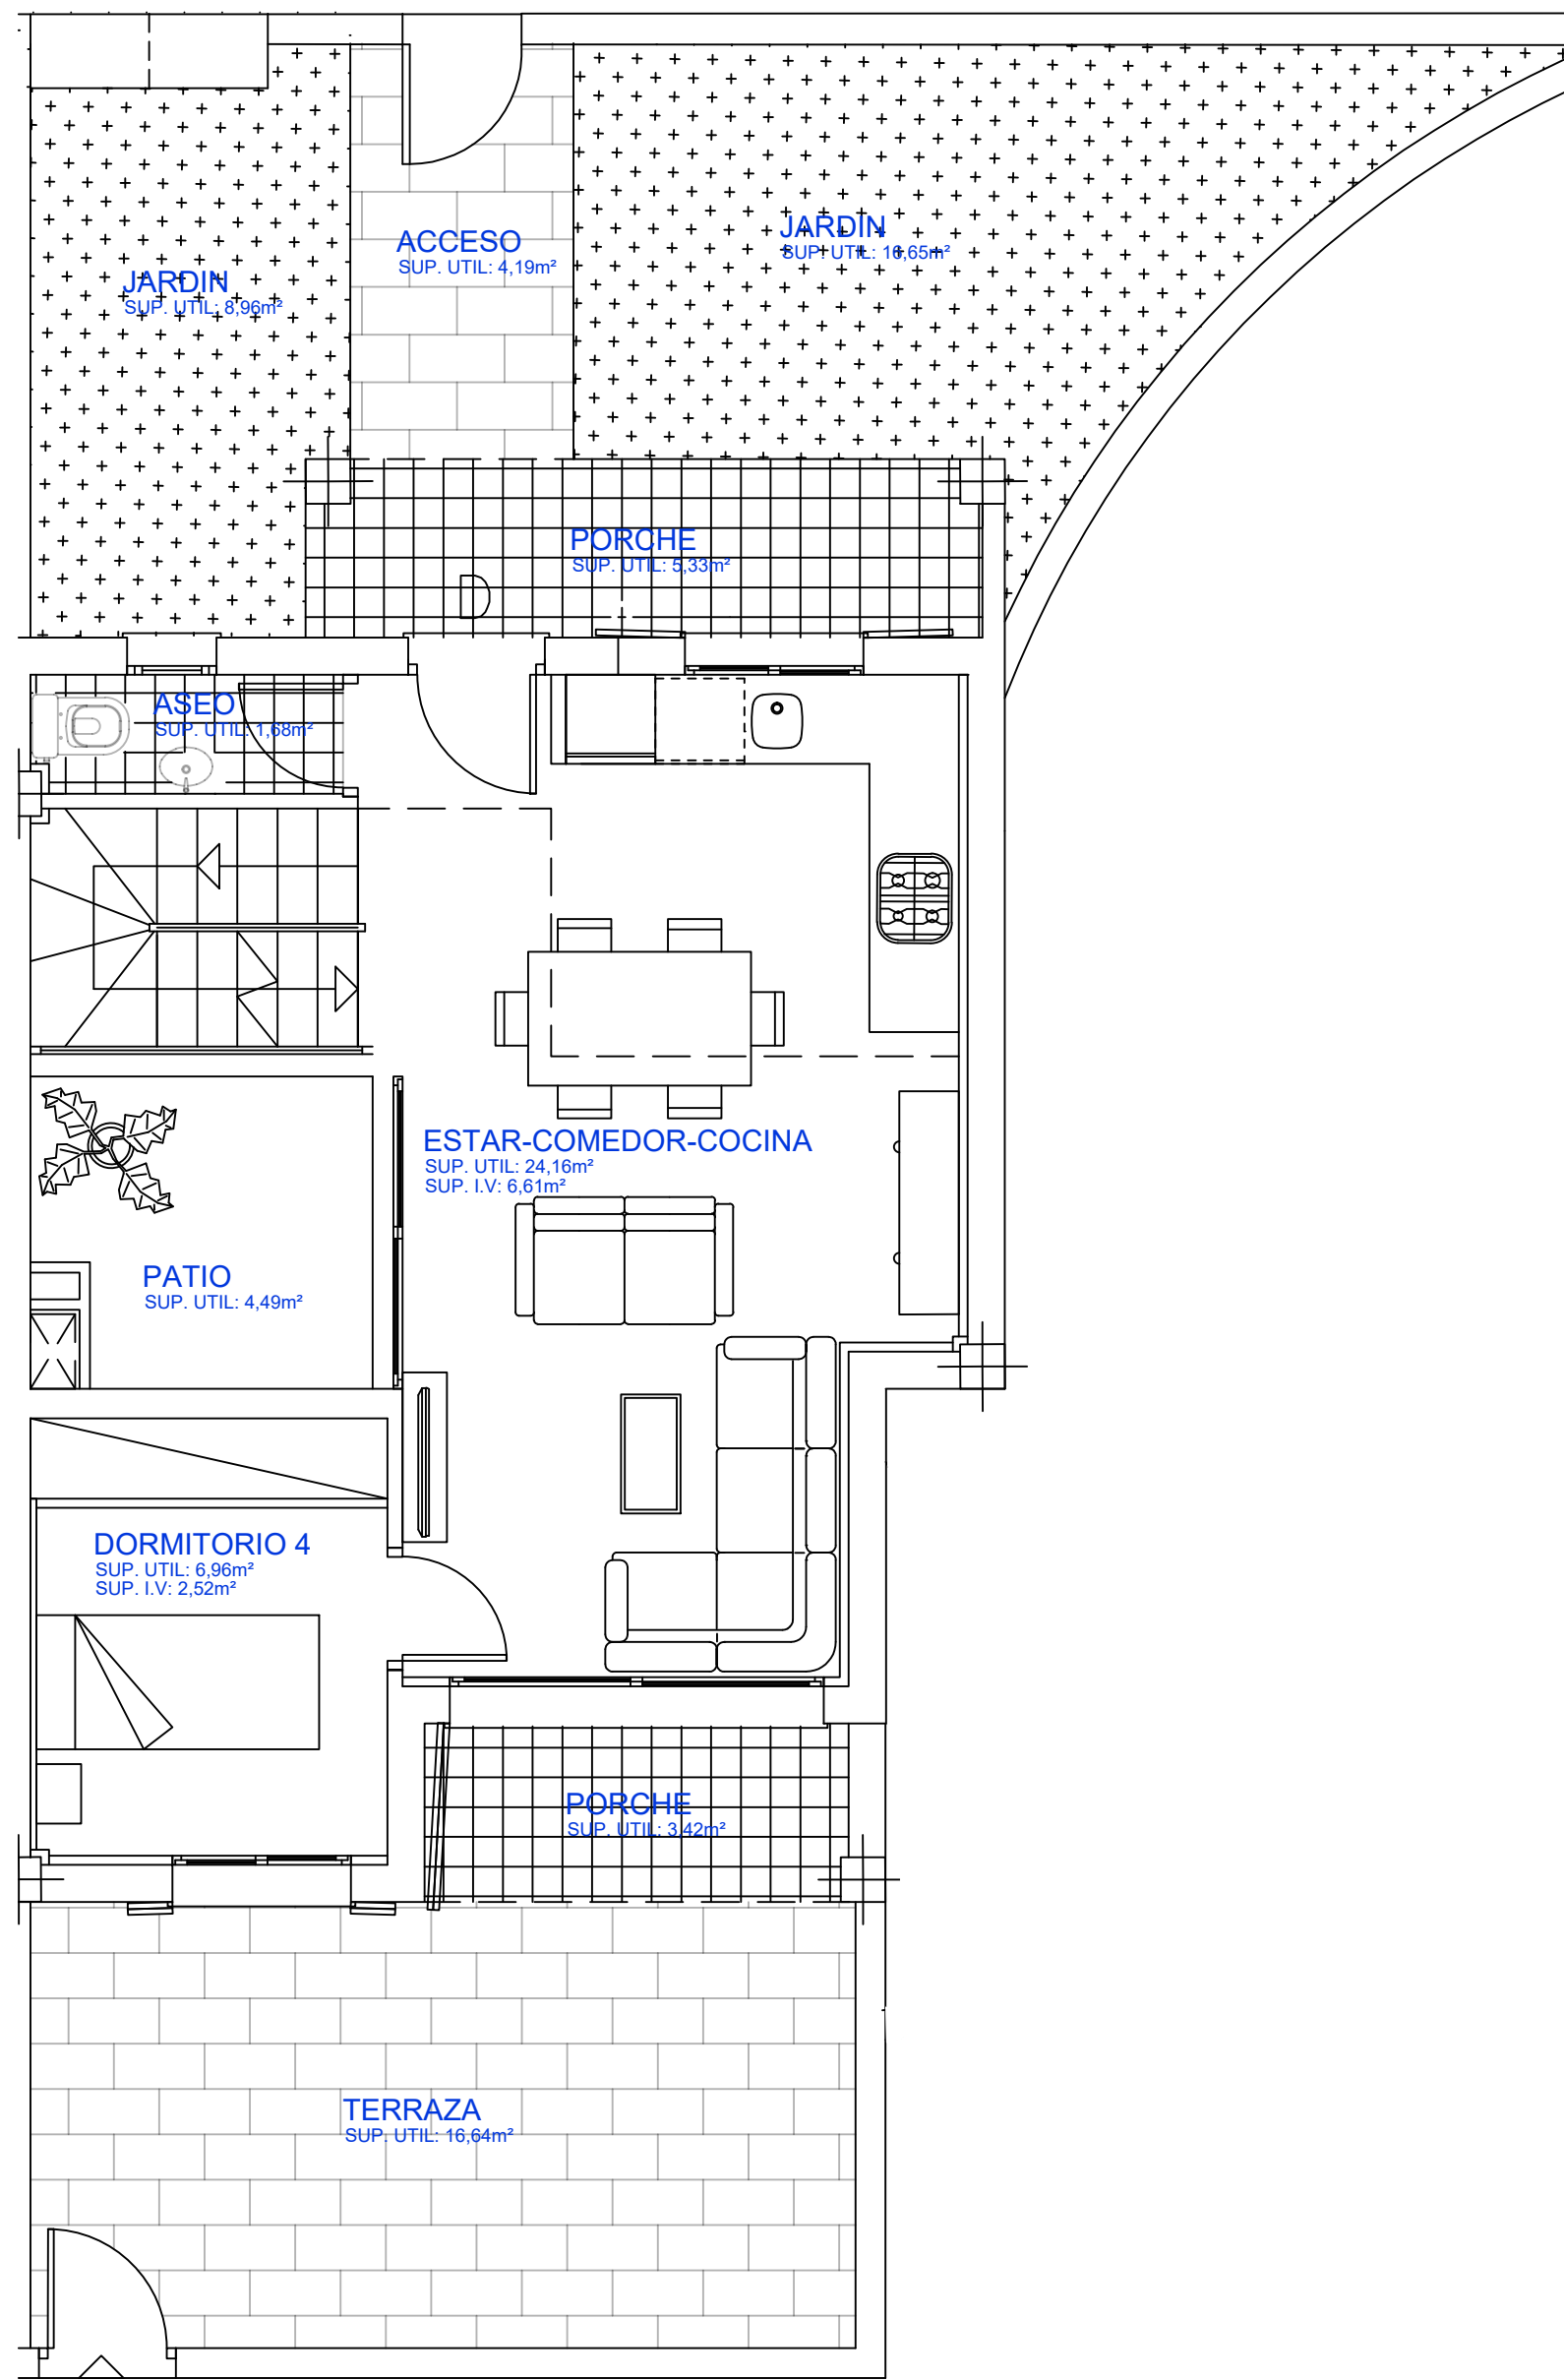 JARDIN
SUP. UTIL: 16,65m²
ACCESO
SUP. UTIL: 4,19m²
JARDIN
SUP. UTIL: 8,96m²
PORCHE
SUP. UTIL: 5,33m²
ASEO
SUP. UTIL: 1,68m²
ESTAR-COMEDOR-COCINA
SUP. UTIL: 24,16m²
SUP. I.V: 6,61m²
PATIO
SUP. UTIL: 4,49m²
DORMITORIO 4
SUP. UTIL: 6,96m²
SUP. I.V: 2,52m²
PORCHE
SUP. UTIL: 3,42m²
TERRAZA
SUP. UTIL: 16,64m²